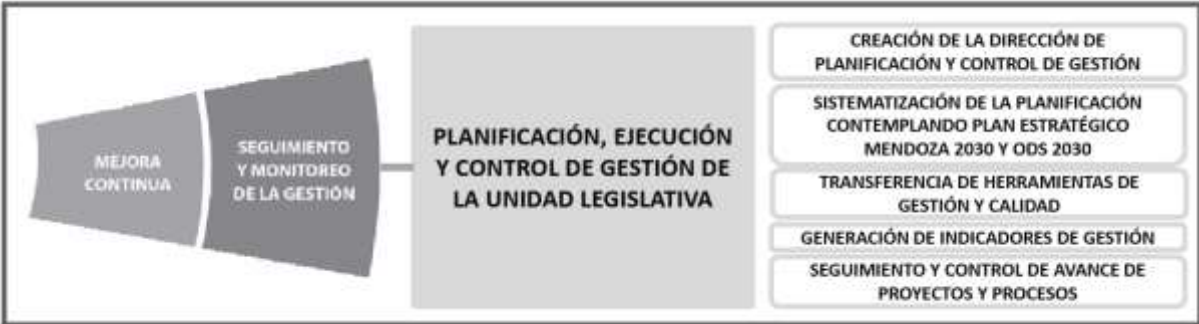 MEJORA
CONTINUA
SEGUIMIENTO
Y MONITOREO
DE LA GESTIÓN
PLANIFICACIÓN, EJECUCIÓN
Y CONTROL DE GESTIÓN DE
LA UNIDAD LEGISLATIVA
CREACIÓN DE LA DIRECCIÓN DE
PLANIFICACIÓN Y CONTROL DE GESTIÓN
SISTEMATIZACIÓN DE LA PLANIFICACIÓN
CONTEMPLANDO PLAN ESTRATÉGICO
MENDOZA 2030 Y ODS 2030
TRANSFERENCIA DE HERRAMIENTAS DE
GESTIÓN Y CALIDAD
GENERACIÓN DE INDICADORES DE GESTIÓN
SEGUIMIENTO Y CONTROL DE AVANCE DE
PROYECTOS Y PROCESOS